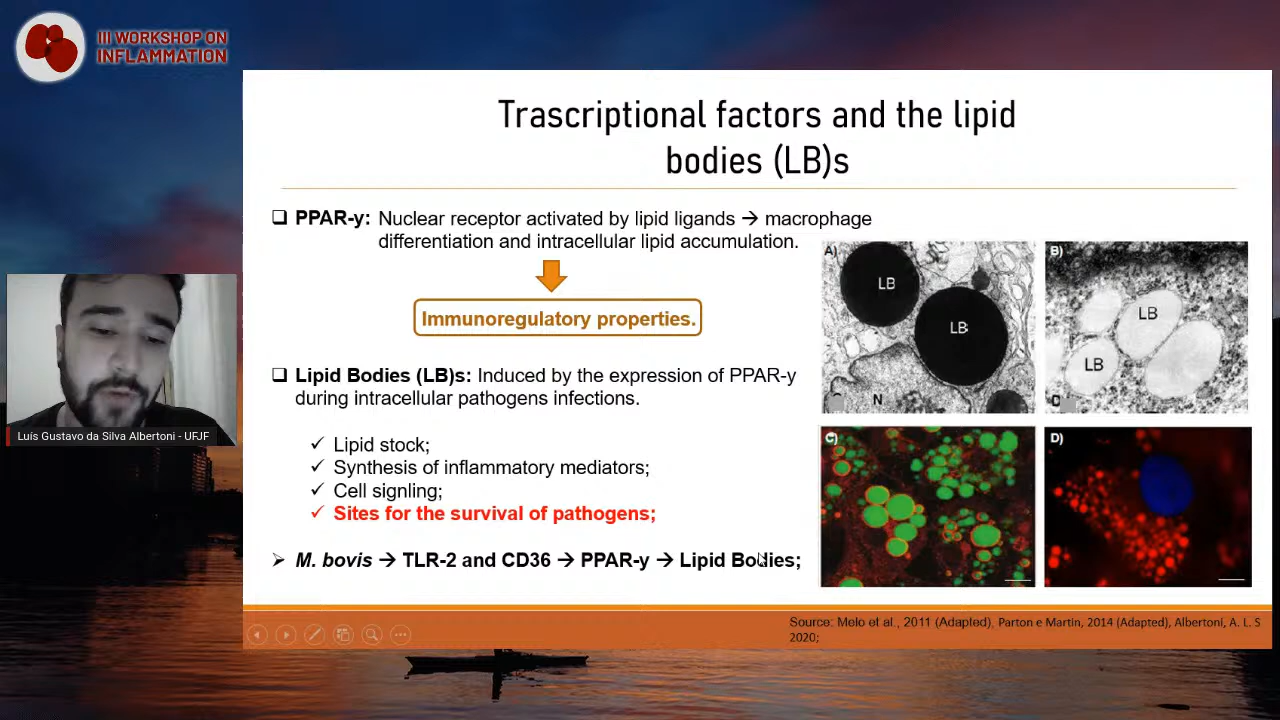 III WORKSHOP ON
INFLAMMATION
Trascriptional factors and the lipid
bodies (LB)s
PPAR-y: Nuclear receptor activated by lipid ligands → macrophage
differentiation and intracellular lipid accumulation.
Immunoregulatory properties.
Lipid Bodies (LB)s: Induced by the expression of PPAR-y
during intracellular pathogens infections.
✓ Lipid stock;
✓ Synthesis of inflammatory mediators;
✓ Cell signling;
✓ Sites for the survival of pathogens;
➢ M. bovis → TLR-2 and CD36 → PPAR-y → Lipid Bodies;
A)
LB
LB
N
B)
LB
LB
C)
D)
Luís Gustavo da Silva Albertoni - UFJF
Source: Melo et al., 2011 (Adapted), Parton e Martin, 2014 (Adapted), Albertoni, A. L. S
2020;